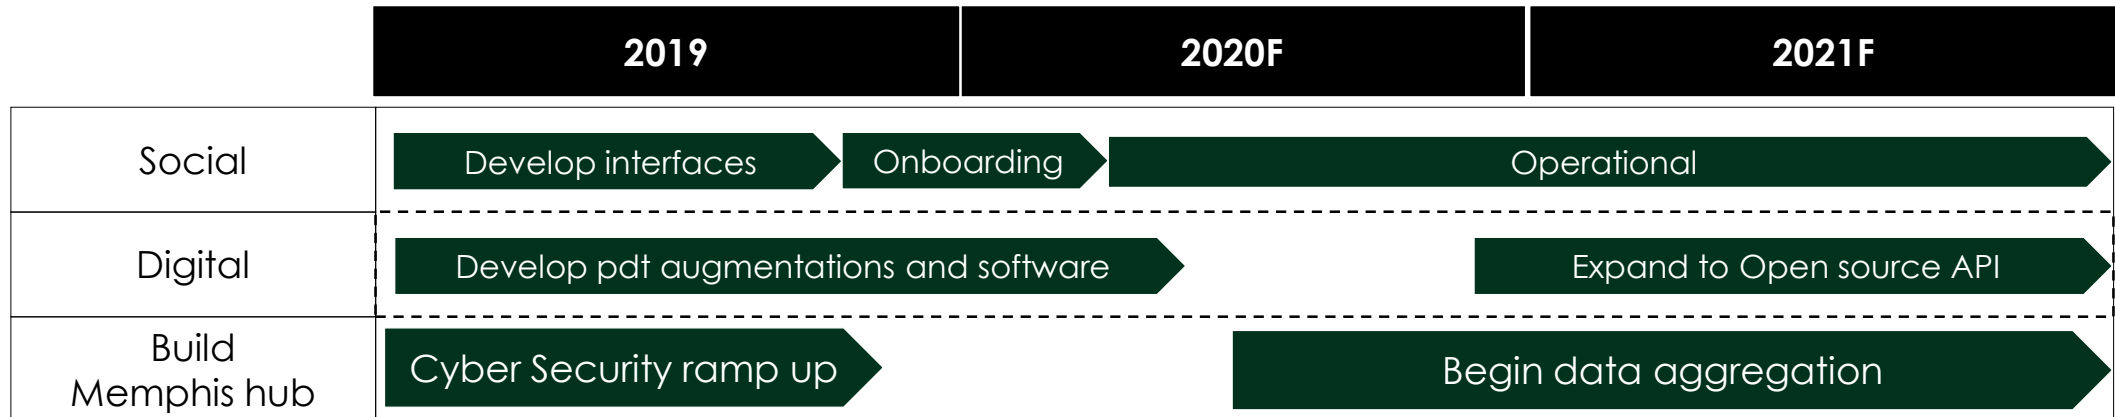 2019
2020F
2021F
Social
Develop interfaces
Onboarding
Operational
Digital
Develop pdt augmentations and software
Expand to Open source API
Build
Memphis hub
Cyber Security ramp up
Begin data aggregation